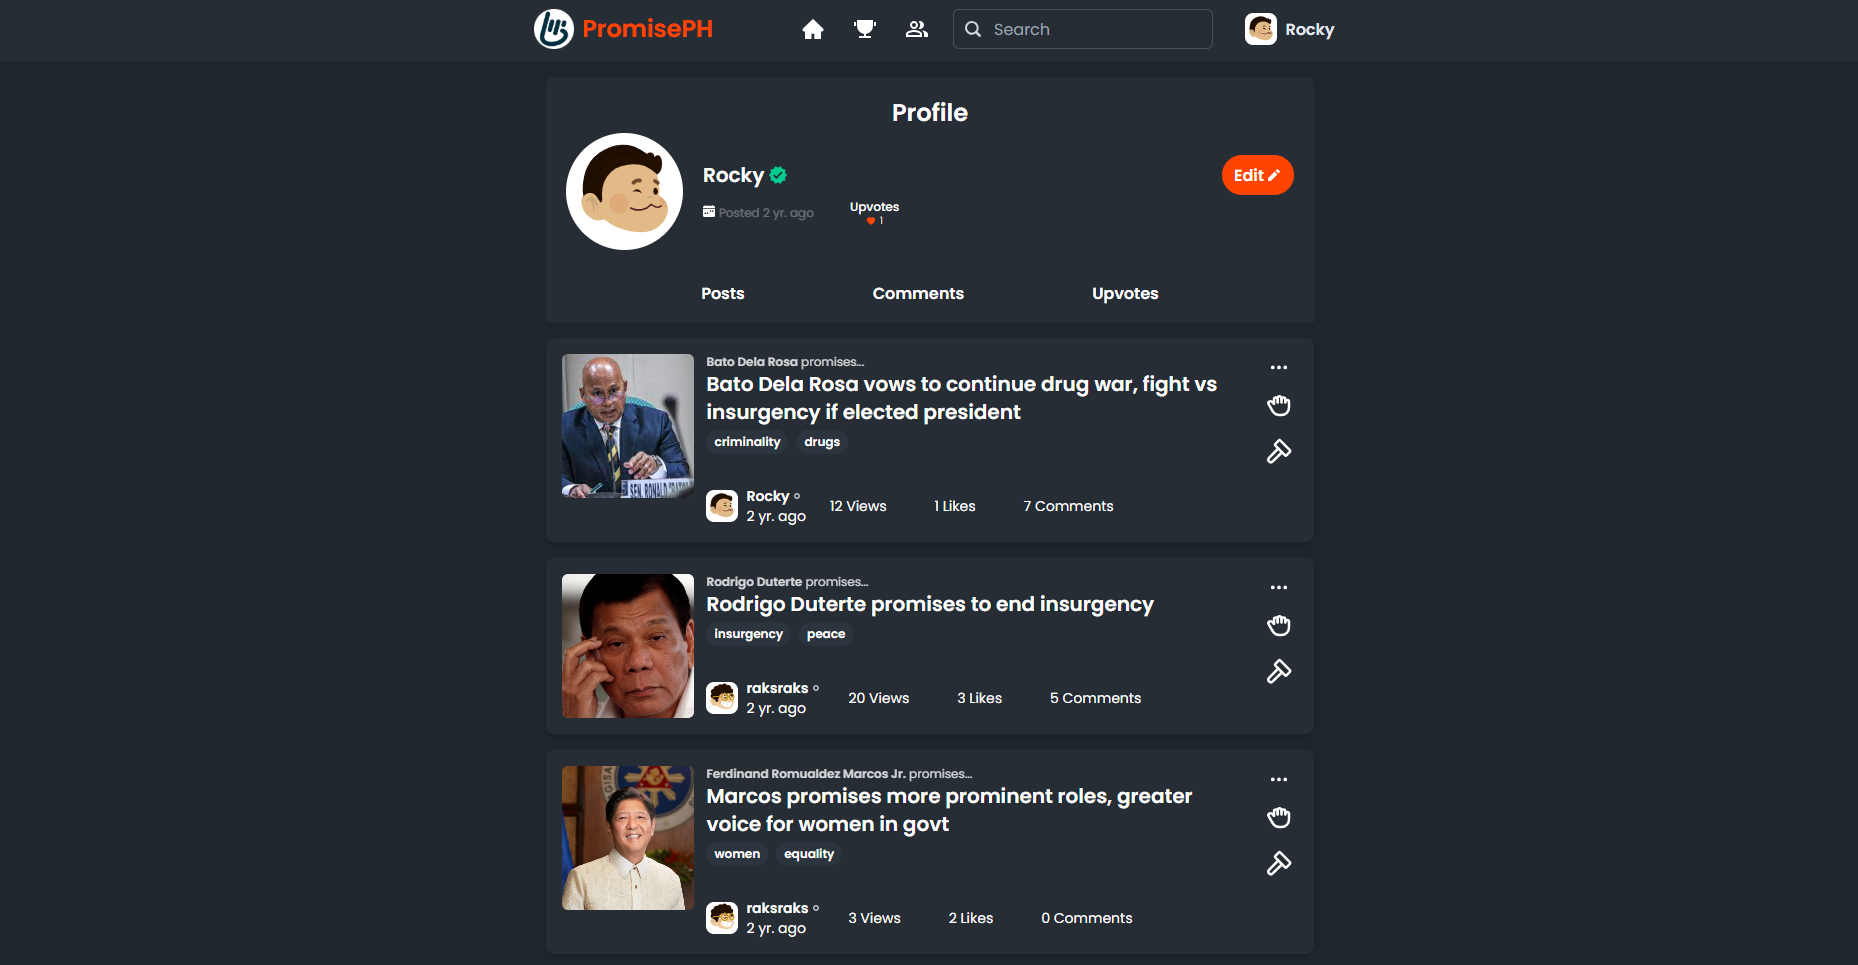 PromisePH
Search
Rocky
Profile
Rocky
Edit
Posted 2 yr. ago
Upvotes
1
Posts Comments Upvotes
Bato Dela Rosa promises...
Bato Dela Rosa vows to continue drug war, fight vs
insurgency if elected president
criminality drugs
Rocky
2 yr. ago
12 Views 1 Likes 7 Comments
Rodrigo Duterte promises...
Rodrigo Duterte promises to end insurgency
insurgency peace
raksraks
2 yr. ago
20 Views 3 Likes 5 Comments
Ferdinand Romualdez Marcos Jr. promises...
Marcos promises more prominent roles, greater
voice for women in govt
women equality
raksraks
2 yr. ago
3 Views 2 Likes 0 Comments